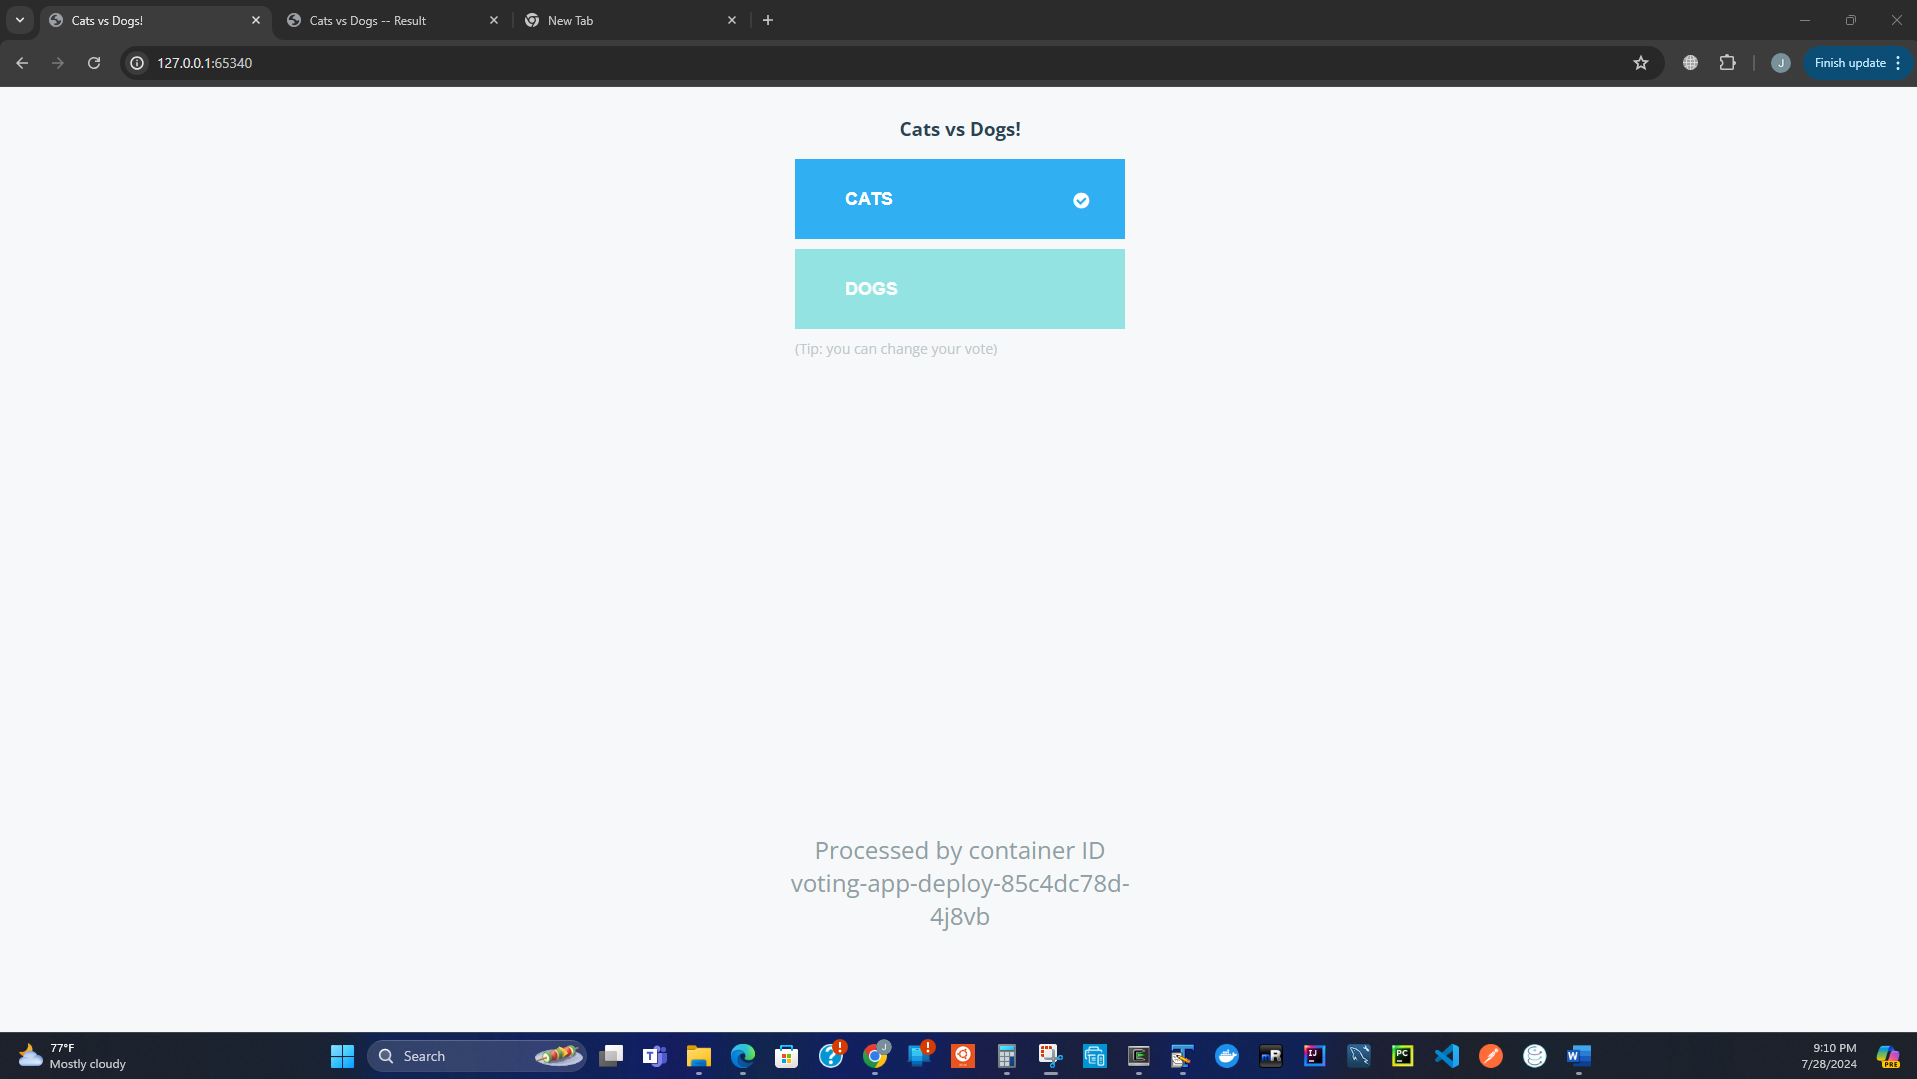 Cats vs Dogs!
Cats vs Dogs -- Result
New Tab
127.0.0.1:65340
J
Finish update
Cats vs Dogs!
CATS
DOGS
(Tip: you can change your vote)
Processed by container ID
voting-app-deploy-85c4dc78d-
4j8vb
77°F
Mostly cloudy
Search
9:10 PM
7/28/2024